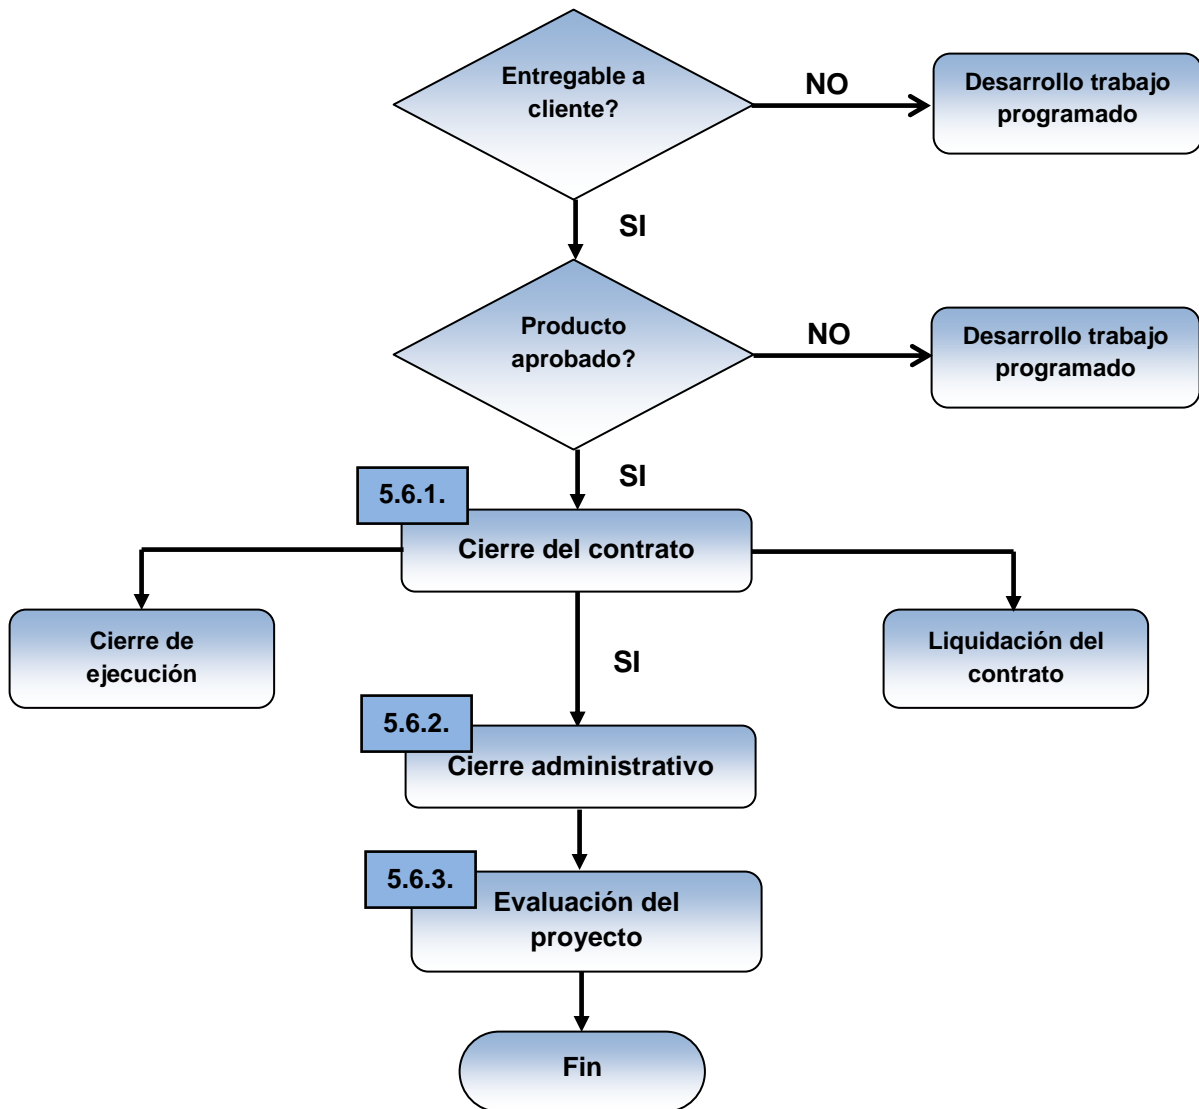 Entregable a
cliente?
NO
Desarrollo trabajo
programado
SI
Producto
aprobado?
NO
Desarrollo trabajo
programado
SI
5.6.1.
Cierre del contrato
Cierre de
ejecución
Liquidación del
contrato
SI
5.6.2.
Cierre administrativo
5.6.3.
Evaluación del
proyecto
Fin